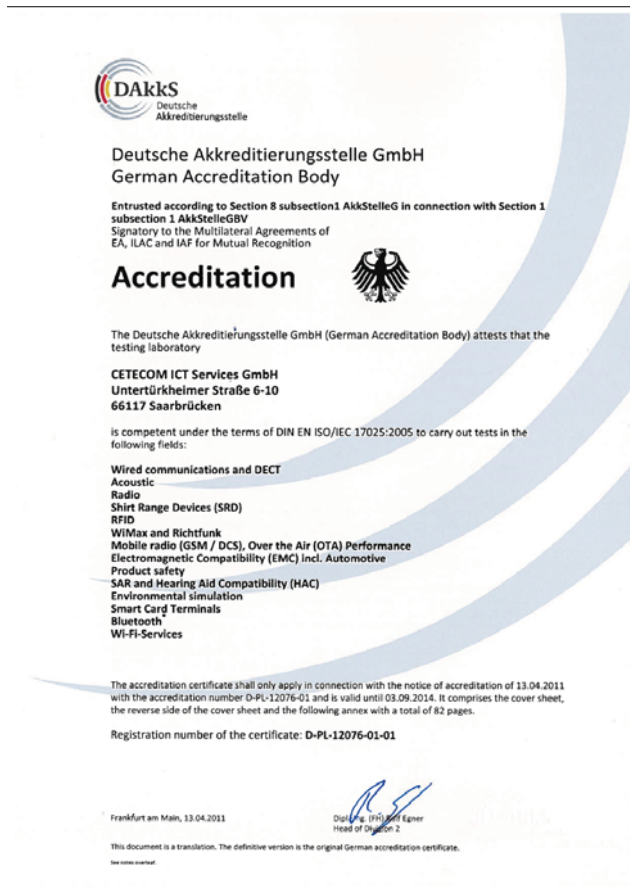 DAkkS
Deutsche
Akkreditierungsstelle
Deutsche Akkreditierungsstelle GmbH
German Accreditation Body
Entrusted according to Section 8 subsection1 AkkStelleG in connection with Section 1
subsection 1 AkkStelleGBV
Signatory to the Multilateral Agreements of
EA, ILAC and IAF for Mutual Recognition
Accreditation
The Deutsche Akkreditierungsstelle GmbH (German Accreditation Body) attests that the
testing laboratory
CETECOM ICT Services GmbH
Untertürkheimer Straße 6-10
66117 Saarbrücken
is competent under the terms of DIN EN ISO/IEC 17025:2005 to carry out tests in the
following fields:
Wired communications and DECT
Acoustic
Radio
Shirt Range Devices (SRD)
RFID
WiMax and Richtfunk
Mobile radio (GSM / DCS), Over the Air (OTA) Performance
Electromagnetic Compatibility (EMC) incl. Automotive
Product safety
SAR and Hearing Aid Compatibility (HAC)
Environmental simulation
Smart Card Terminals
Bluetooth
Wi-Fi-Services
The accreditation certificate shall only apply in connection with the notice of accreditation of 13.04.2011
with the accreditation number D-PL-12076-01 and is valid until 03.09.2014. It comprises the cover sheet,
the reverse side of the cover sheet and the following annex with a total of 82 pages.
Registration number of the certificate: D-PL-12076-01-01
Frankfurt am Main, 13.04.2011
Dipl.-Ing. (FH) Egner
Head of Division 2
This document is a translation. The definitive version is the original German accreditation certificate.
See notes overleaf.